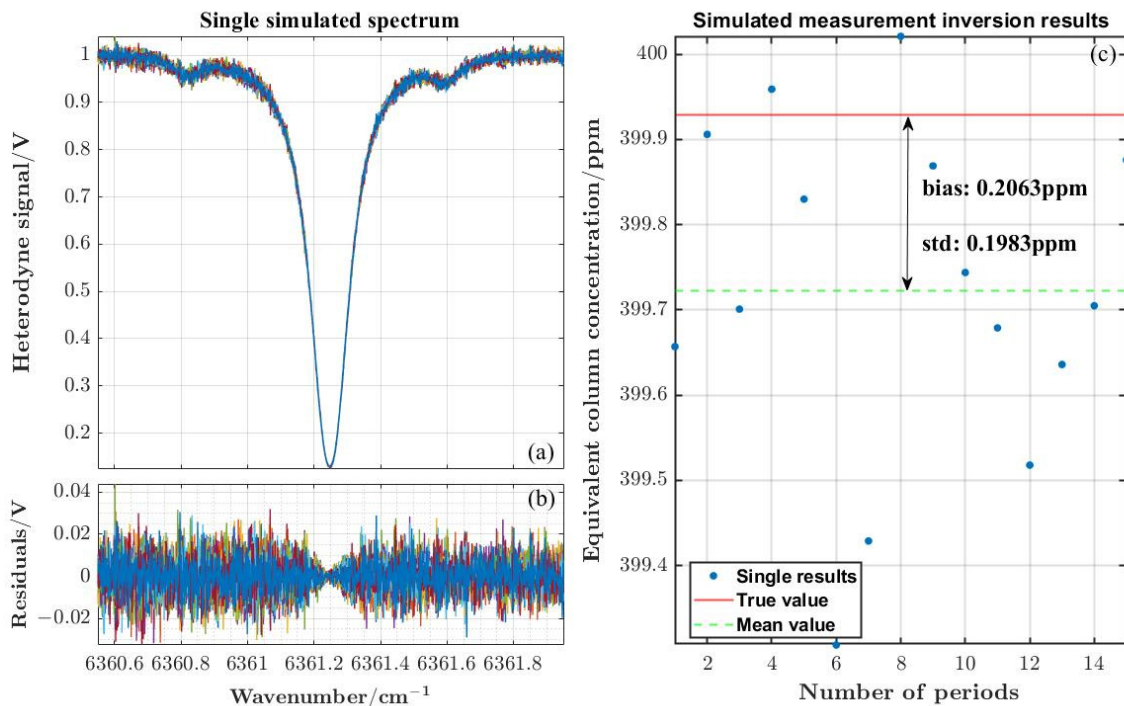 Single simulated spectrum
1
0.9
0.8
0.7
0.6
0.5
0.4
0.3
0.2
Heterodyne signal/V
(a)
0.04
0.02
0
−0.02
Residuals/V
(b)
6360.6 6360.8 6361 6361.2 6361.4 6361.6 6361.8
Wavenumber/cm⁻¹
Simulated measurement inversion results
400
399.9
399.8
399.7
399.6
399.5
399.4
Equivalent column concentration/ppm
(c)
bias: 0.2063ppm
std: 0.1983ppm
Single results
True value
Mean value
2 4 6 8 10 12 14
Number of periods